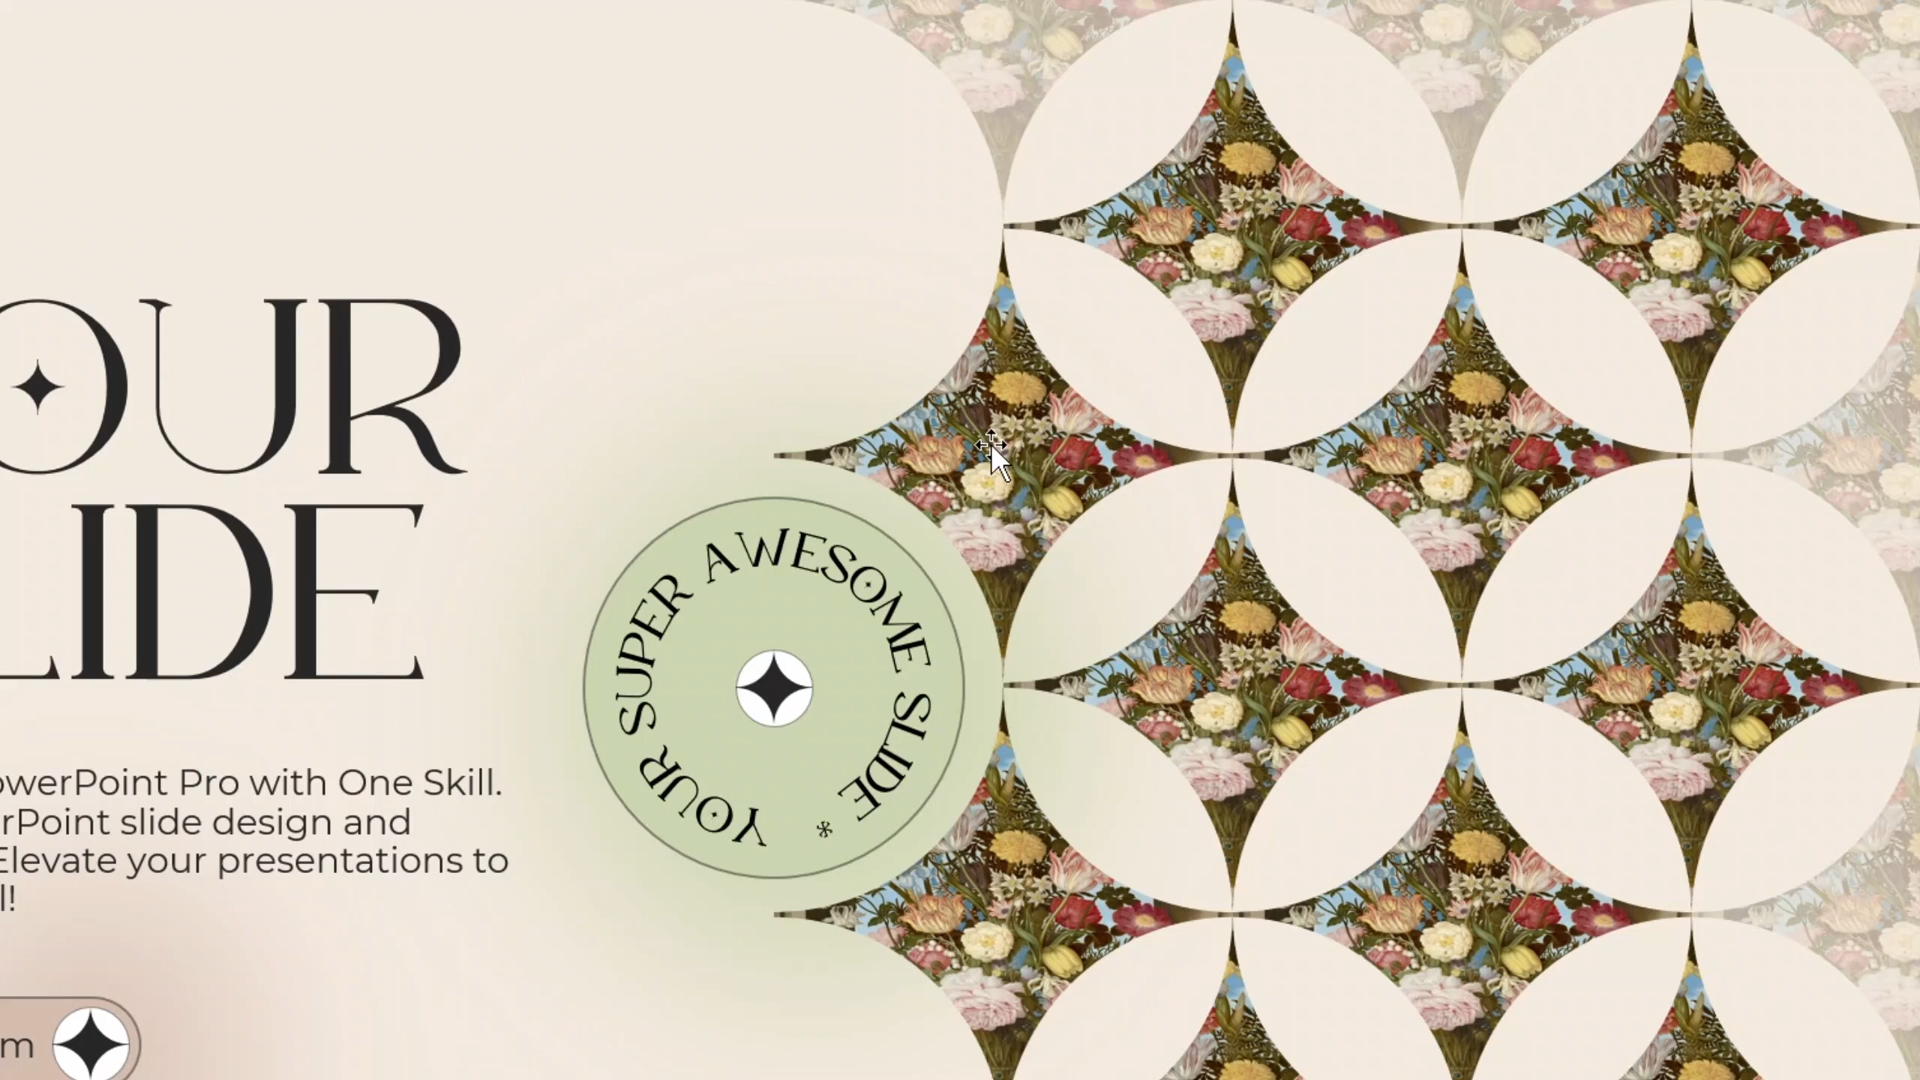 OUR
LIDE
owerPoint Pro with One Skill.
rPoint slide design and
Elevate your presentations to
l!
m
YOUR SUPER AWESOME SLIDE *